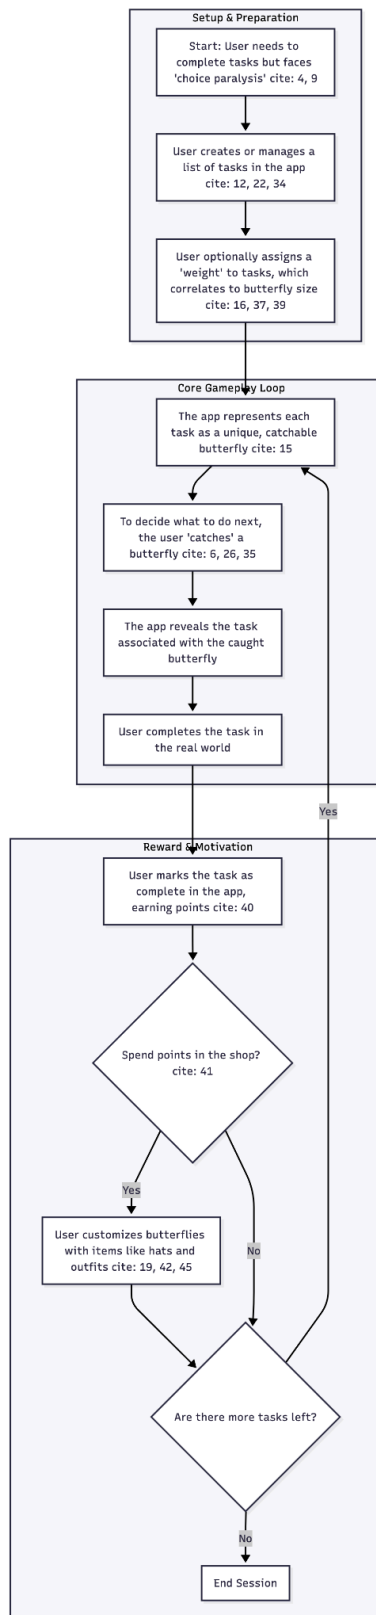 Setup & Preparation
Start: User needs to
complete tasks but faces
'choice paralysis' cite: 4, 9
User creates or manages a
list of tasks in the app
cite: 12, 22, 34
User optionally assigns a
'weight' to tasks, which
correlates to butterfly size
cite: 16, 37, 39
Core Gameplay Loop
The app represents each
task as a unique, catchable
butterfly cite: 15
To decide what to do next,
the user 'catches' a
butterfly cite: 6, 26, 35
The app reveals the task
associated with the caught
butterfly
User completes the task in
the real world
Yes
Reward & Motivation
User marks the task as
complete in the app,
earning points cite: 40
Spend points in the shop?
cite: 41
Yes
User customizes butterflies
with items like hats and
outfits cite: 19, 42, 45
No
Are there more tasks left?
No
End Session